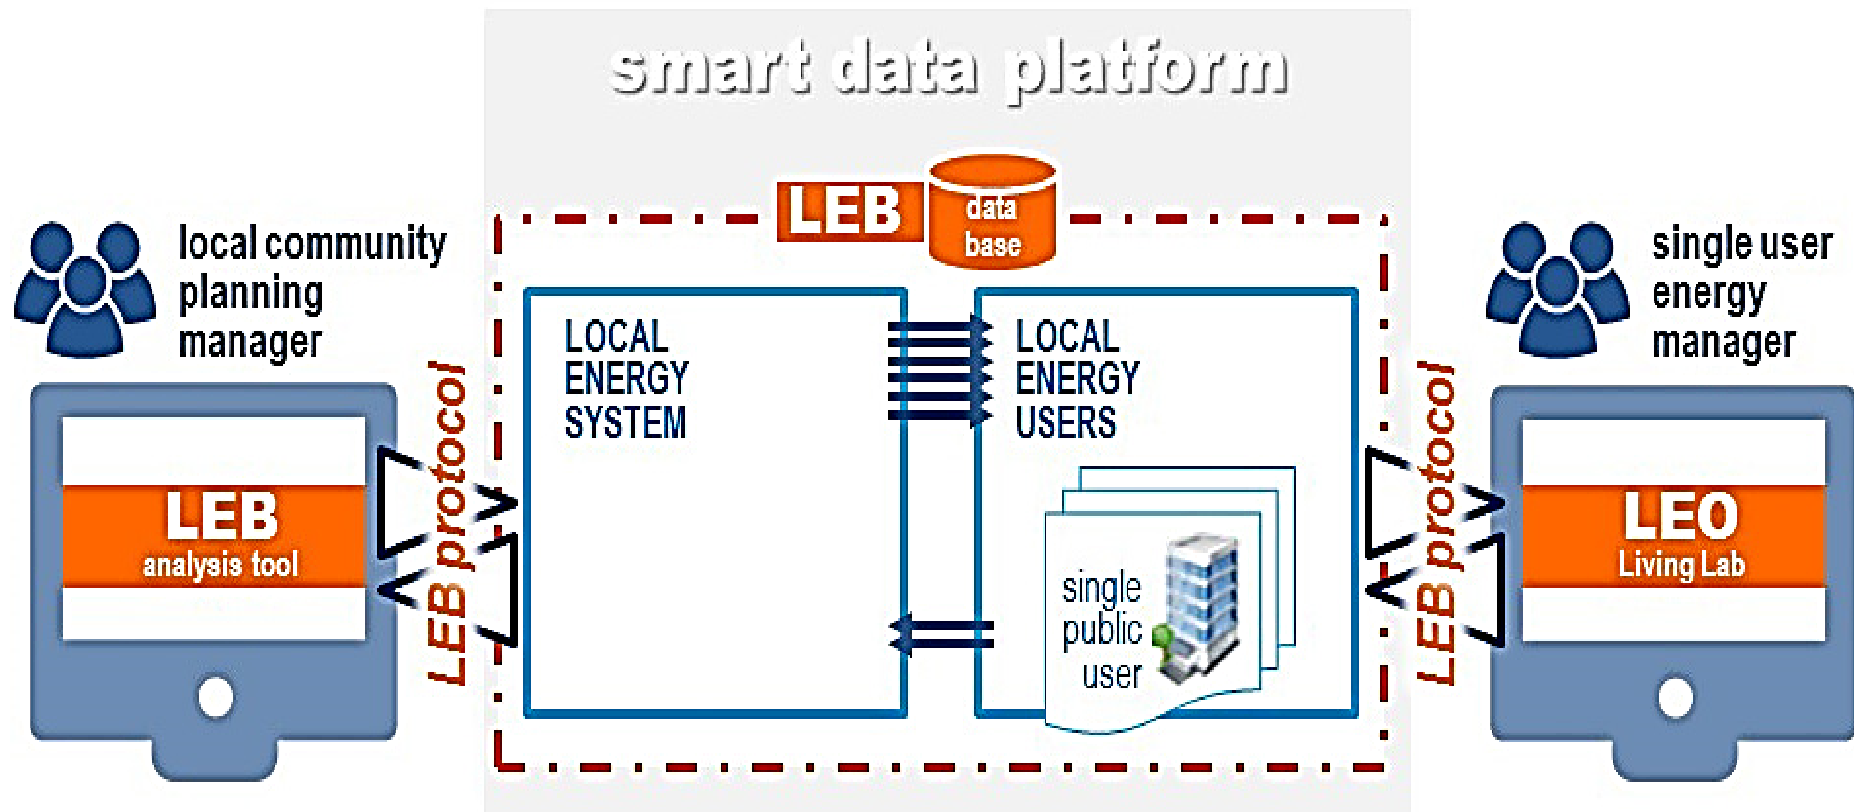 smart data platform
LEB
data
base
local community
planning
manager
single user
energy
manager
LOCAL
ENERGY
SYSTEM
LOCAL
ENERGY
USERS
LEB protocol
LEB
analysis tool
single
public
user
LEB protocol
LEO
Living Lab